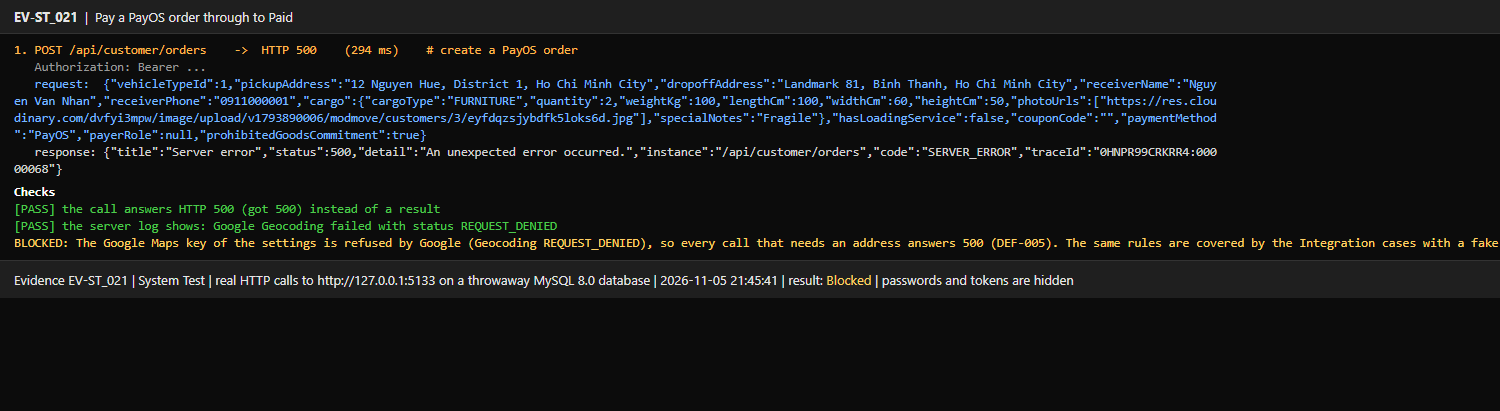 EV-ST_021 | Pay a PayOS order through to Paid
1. POST /api/customer/orders -> HTTP 500 (294 ms) # create a PayOS order
Authorization: Bearer ...
request: {"vehicleTypeId":1,"pickupAddress":"12 Nguyen Hue, District 1, Ho Chi Minh City","dropoffAddress":"Landmark 81, Binh Thanh, Ho Chi Minh City","receiverName":"Nguy
en Van Nhan","receiverPhone":"0911000001","cargo":{"cargoType":"FURNITURE","quantity":2,"weightKg":100,"lengthCm":100,"widthCm":60,"heightCm":50,"photoUrls":["https://res.clou
dinary.com/dvfyi3mpw/image/upload/v1793890006/modmove/customers/3/eyfdqzsjybdfk5loks6d.jpg"],"specialNotes":"Fragile"},"hasLoadingService":false,"couponCode":"","paymentMethod
":"PayOS","payerRole":null,"prohibitedGoodsCommitment":true}
response: {"title":"Server error","status":500,"detail":"An unexpected error occurred.","instance":"/api/customer/orders","code":"SERVER_ERROR","traceId":"0HNPR99CRKRR4:000
00068"}
Checks
[PASS] the call answers HTTP 500 (got 500) instead of a result
[PASS] the server log shows: Google Geocoding failed with status REQUEST_DENIED
BLOCKED: The Google Maps key of the settings is refused by Google (Geocoding REQUEST_DENIED), so every call that needs an address answers 500 (DEF-005). The same rules are covered by the Integration cases with a fake
Evidence EV-ST_021 | System Test | real HTTP calls to http://127.0.0.1:5133 on a throwaway MySQL 8.0 database | 2026-11-05 21:45:41 | result: Blocked | passwords and tokens are hidden